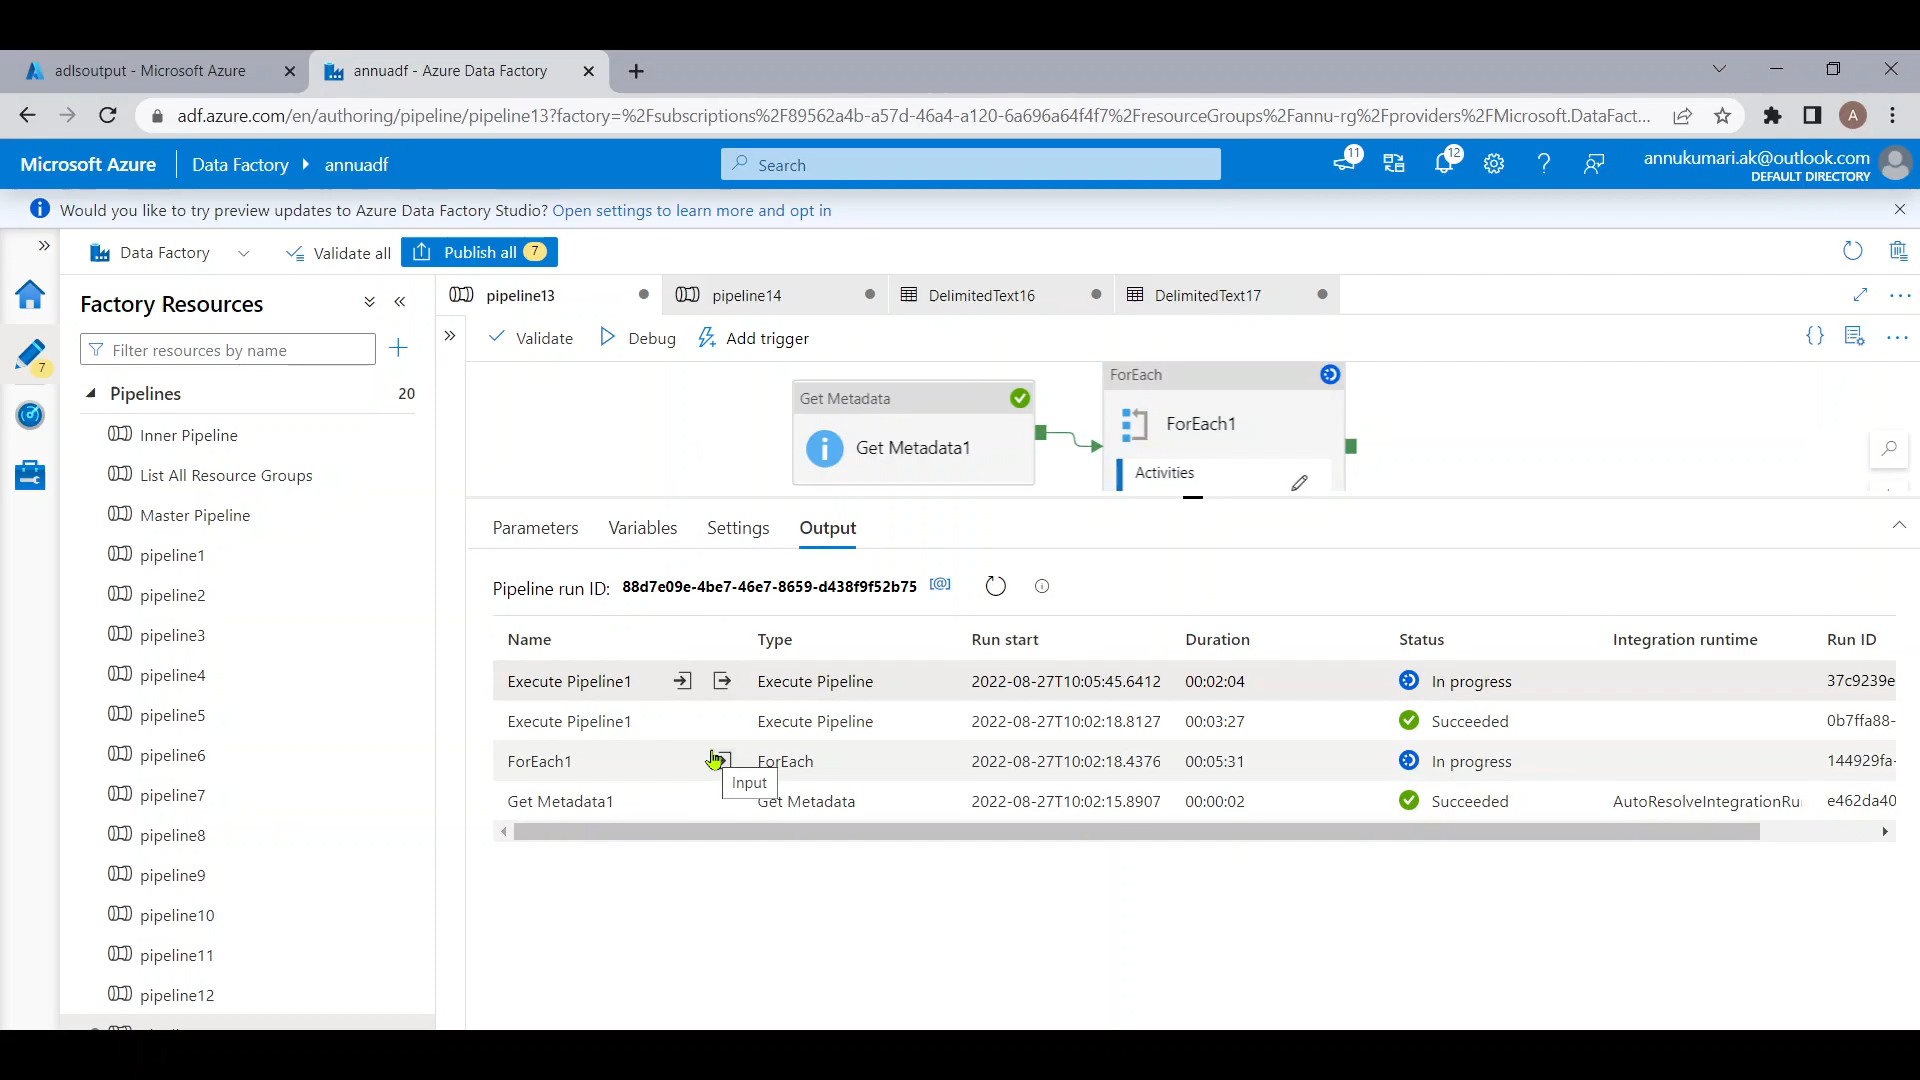 adlsoutput - Microsoft Azure
annuadf - Azure Data Factory
adf.azure.com/en/authoring/pipeline/pipeline13?factory=%2Fsubscriptions%2F89562a4b-a57d-46a4-a120-6a696a64f4f7%2FresourceGroups%2Fannu-rg%2Fproviders%2FMicrosoft.DataFact...
A
Microsoft Azure
Data Factory
annuadf
Search
11
12
annukumari.ak@outlook.com
DEFAULT DIRECTORY
Would you like to try preview updates to Azure Data Factory Studio? Open settings to learn more and opt in
Data Factory
Validate all
Publish all 7
Factory Resources
7
Filter resources by name
Pipelines 20
Inner Pipeline
List All Resource Groups
Master Pipeline
pipeline1
pipeline2
pipeline3
pipeline4
pipeline5
pipeline6
pipeline7
pipeline8
pipeline9
pipeline10
pipeline11
pipeline12
pipeline13
pipeline14
DelimitedText16
DelimitedText17
Validate
Debug
Add trigger
Get Metadata
Get Metadata1
ForEach
ForEach1
Activities
Parameters
Variables
Settings
Output
Pipeline run ID: 88d7e09e-4be7-46e7-8659-d438f9f52b75 [@]
Name Type Run start Duration Status Integration runtime Run ID
Execute Pipeline1 Execute Pipeline 2022-08-27T10:05:45.6412 00:02:04 In progress 37c9239e
Execute Pipeline1 Execute Pipeline 2022-08-27T10:02:18.8127 00:03:27 Succeeded 0b7ffa88-
ForEach1 ForEach 2022-08-27T10:02:18.4376 00:05:31 In progress 144929fa-
Input
Get Metadata1 Get Metadata 2022-08-27T10:02:15.8907 00:00:02 Succeeded AutoResolveIntegrationRu e462da40